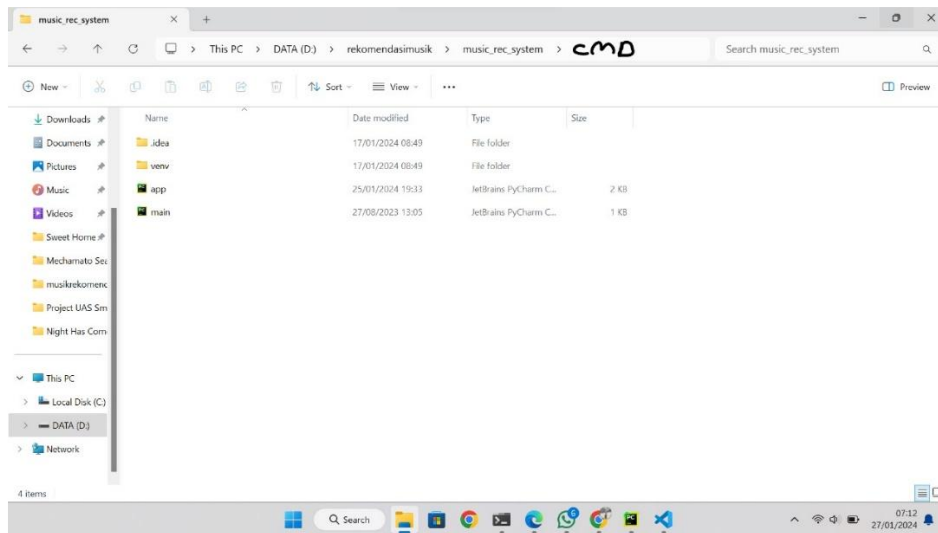 music_rec_system
This PC > DATA (D:) > rekomendasimusik > music_rec_system > CMD
Search music_rec_system
New
Sort
View
Preview
Name Date modified Type Size
.idea 17/01/2024 08:49 File folder
venv 17/01/2024 08:49 File folder
app 25/01/2024 19:33 JetBrains PyCharm C... 2 KB
main 27/08/2023 13:05 JetBrains PyCharm C... 1 KB
Downloads
Documents
Pictures
Music
Videos
Sweet Home
Mechamato Sea
musikrekomenc
Project UAS Sm
Night Has Com
This PC
Local Disk (C:)
DATA (D:)
Network
4 items
Search
07:12
27/01/2024